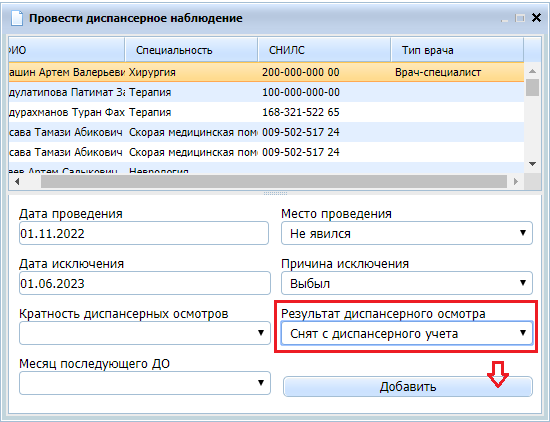 Провести диспансерное наблюдение
ФИО Специальность СНИЛС Тип врача
ашин Артем Валерьеви Хирургия 200-000-000 00 Врач-специалист
дулатипова Патимат За Терапия 100-000-000-00
дурахманов Туран Фах Терапия 168-321-522 65
сава Тамази Абикович Скорая медицинская пом 009-502-517 24
сава Тамази Абикович Скорая медицинская пом 009-502-517 24
еев Артем Салыкович Неврология
Дата проведения Место проведения
01.11.2022 Не явился
Дата исключения Причина исключения
01.06.2023 Выбыл
Кратность диспансерных осмотров Результат диспансерного осмотра
Снят с диспансерного учета
Месяц последующего ДО
Добавить